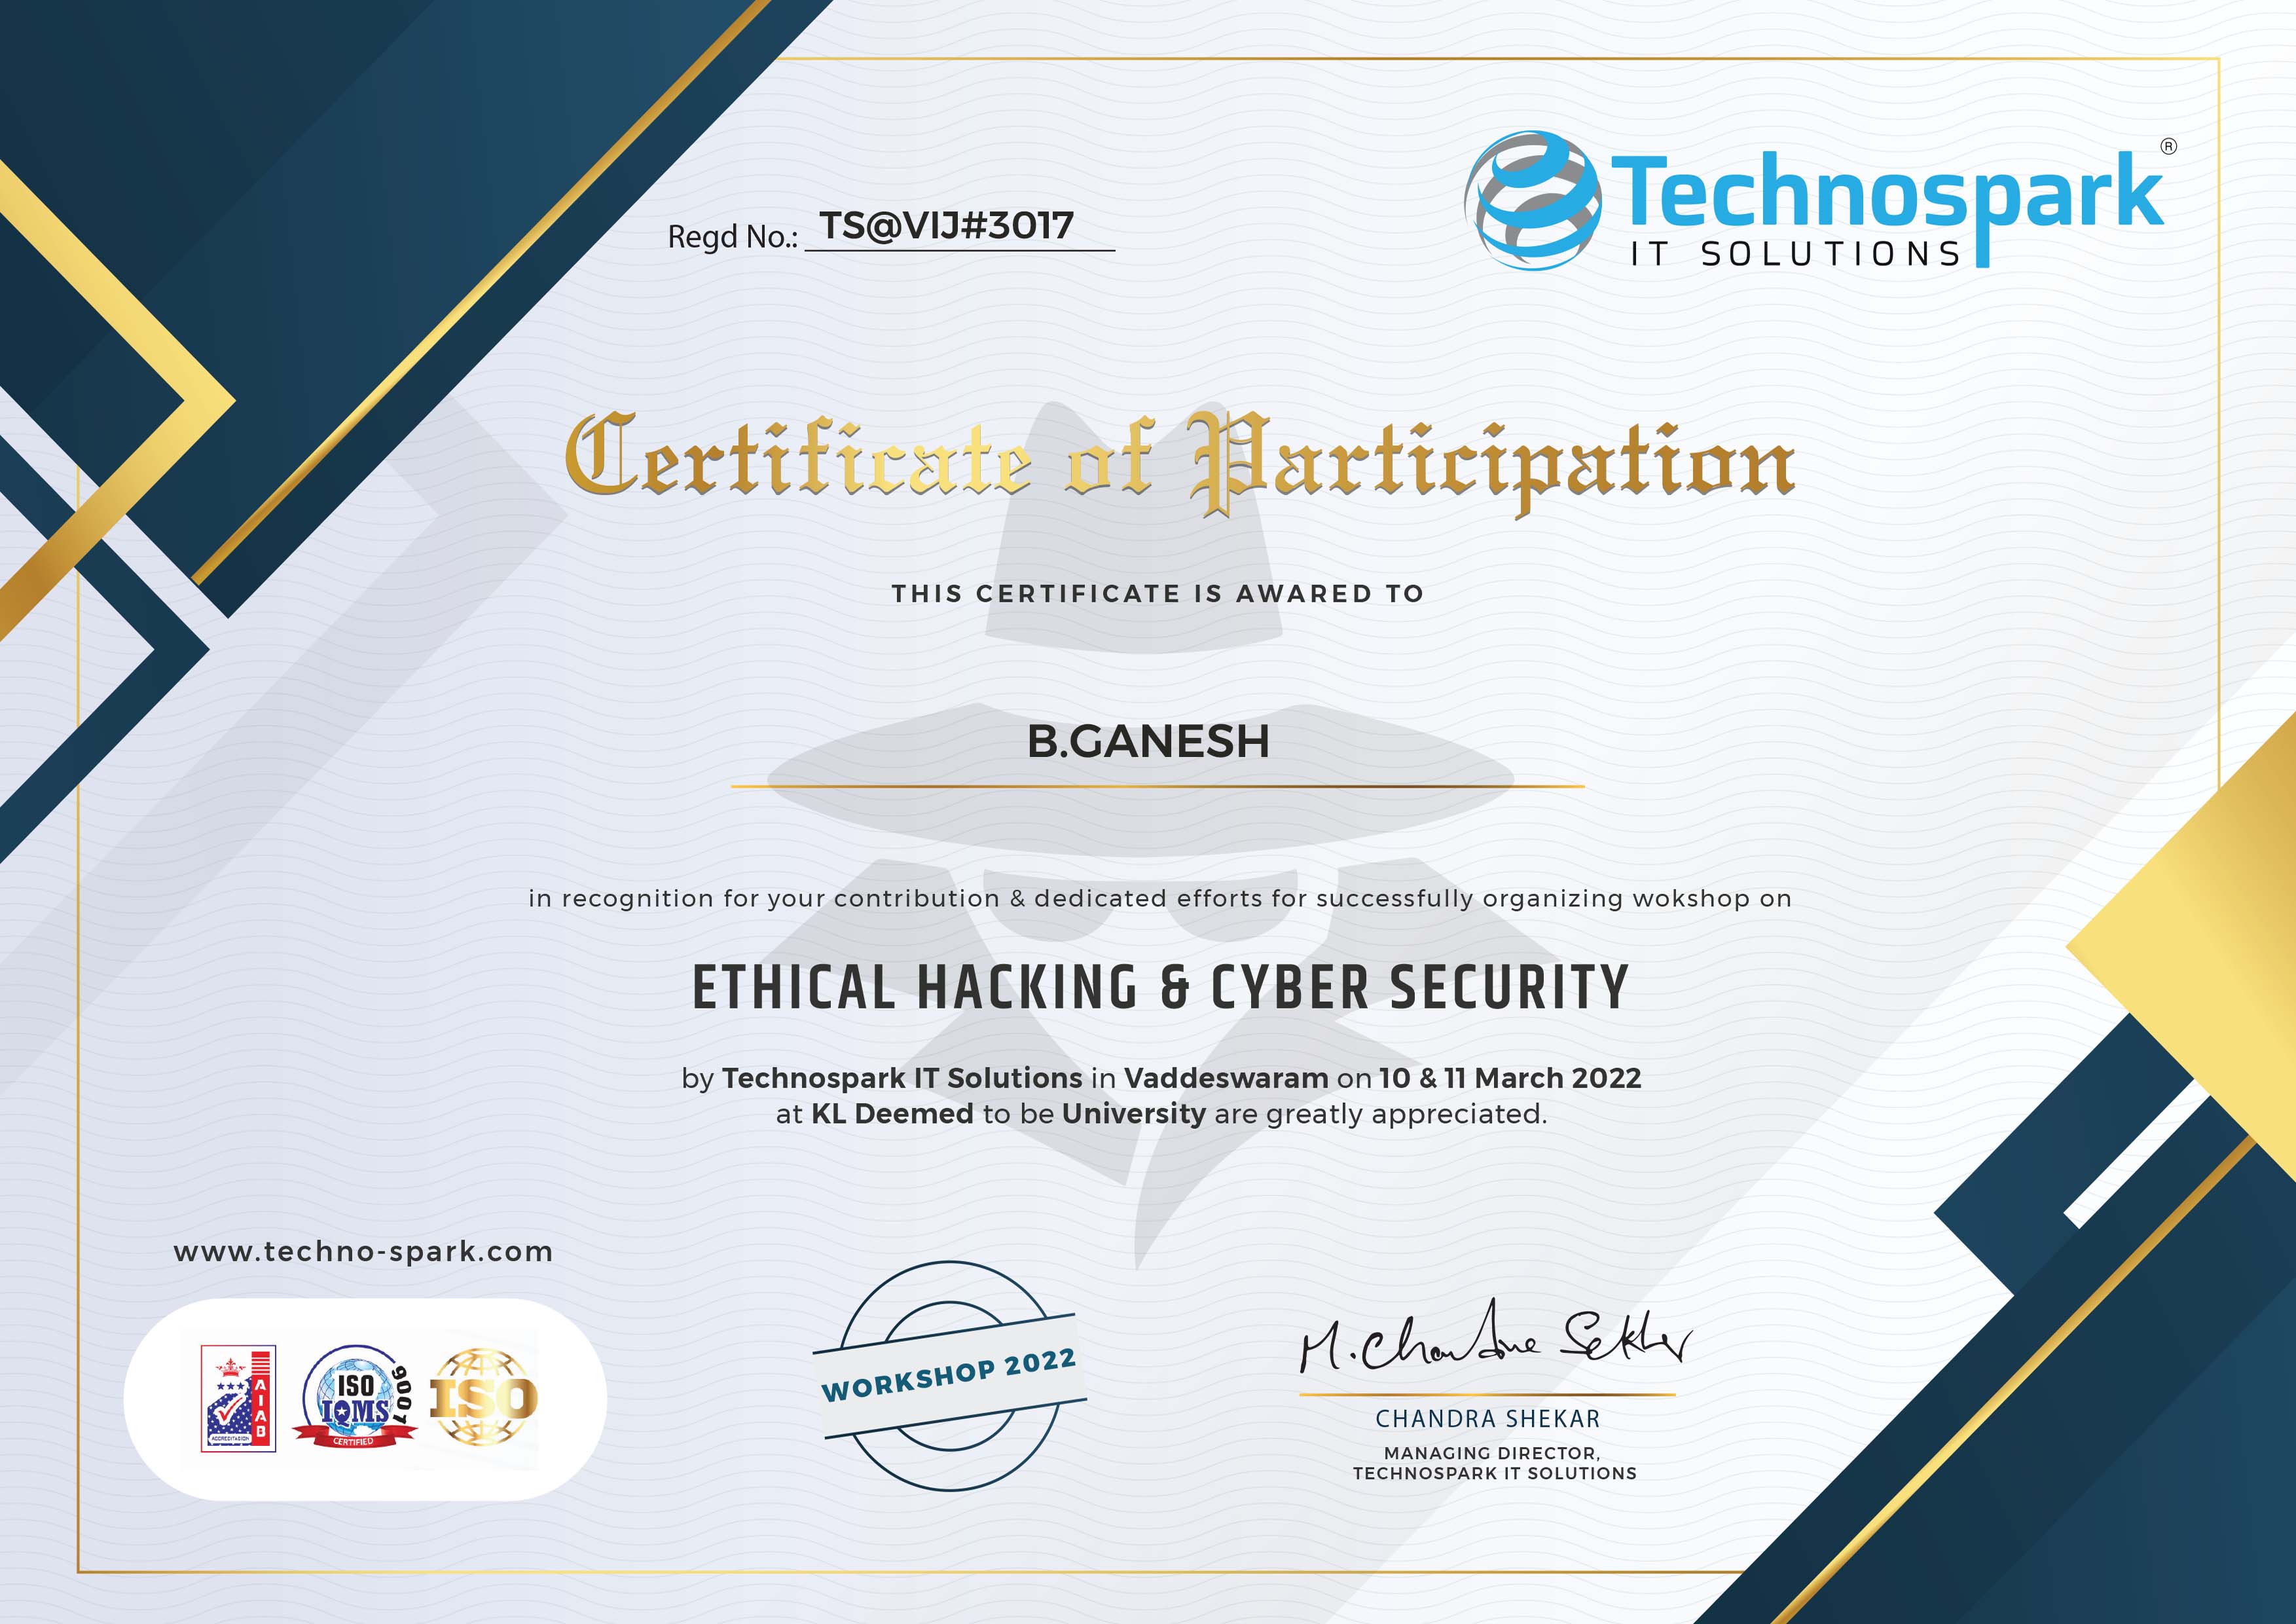 Regd No.: TS@VIJ#3017
Technospark ®
IT SOLUTIONS
Certificate of Participation
THIS CERTIFICATE IS AWARED TO
B.GANESH
in recognition for your contribution & dedicated efforts for successfully organizing wokshop on
ETHICAL HACKING & CYBER SECURITY
by Technospark IT Solutions in Vaddeswaram on 10 & 11 March 2022
at KL Deemed to be University are greatly appreciated.
www.techno-spark.com
AIAB
ACCREDITASION
ISO
IQMS
9001
CERTIFIED
ISO
WORKSHOP 2022
M. Chandra Sekhar
CHANDRA SHEKAR
MANAGING DIRECTOR,
TECHNOSPARK IT SOLUTIONS